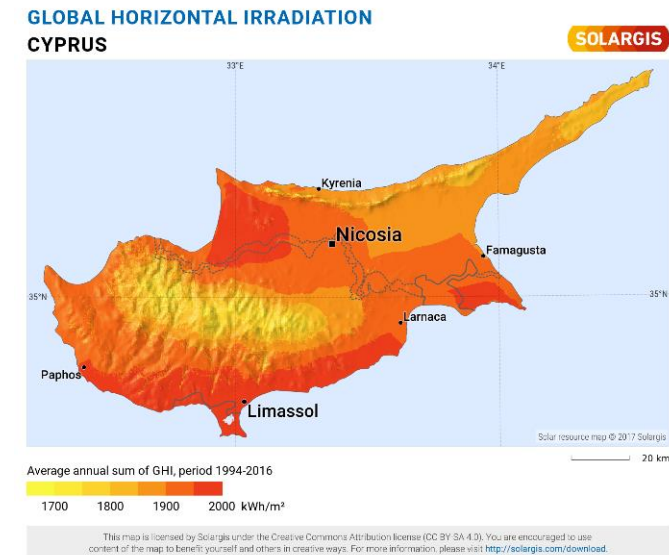 GLOBAL HORIZONTAL IRRADIATION
CYPRUS
SOLARGIS
33°E
34°E
Kyrenia
Nicosia
Famagusta
35°N
35°N
Larnaca
Paphos
Limassol
Solar resource map © 2017 Solargis
20 km
Average annual sum of GHI, period 1994-2016
1700 1800 1900 2000 kWh/m²
This map is licensed by Solargis under the Creative Commons Attribution license (CC BY-SA 4.0). You are encouraged to use
content of the map to benefit yourself and others in creative ways. For more information, please visit http://solargis.com/download.